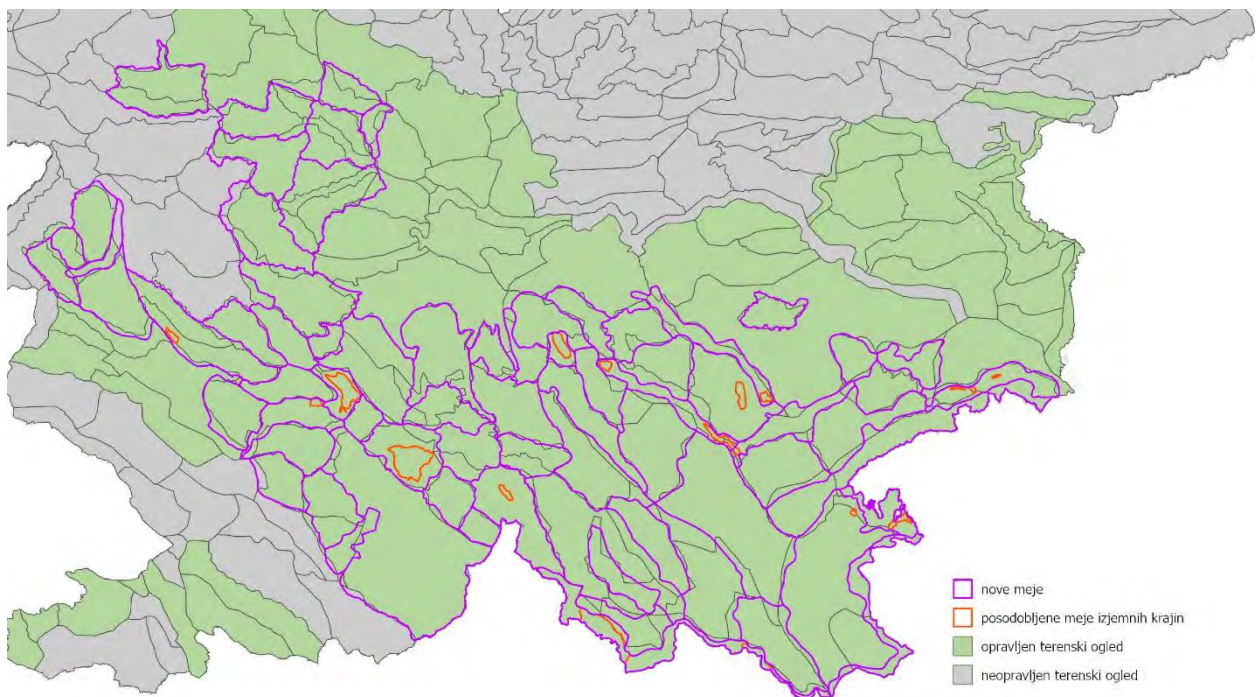 nove meje
posodobljene meje izjemnih krajin
opravljen terenski ogled
neopravljen terenski ogled